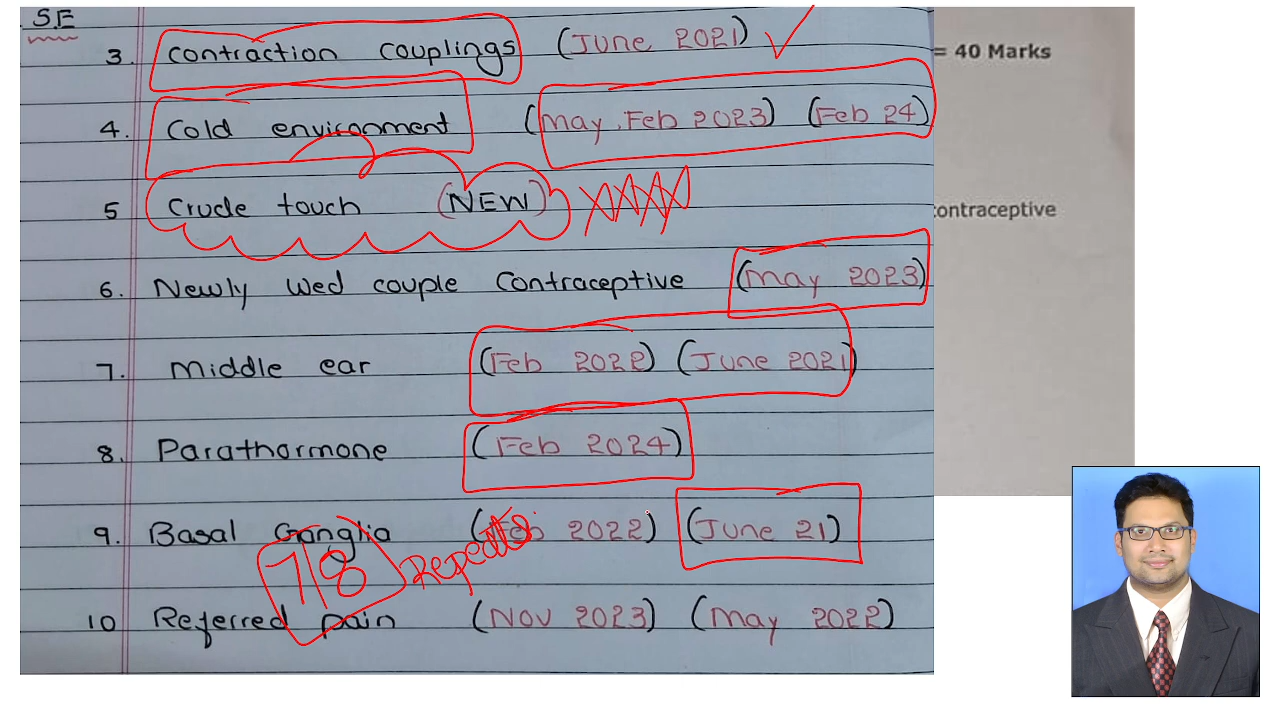 S.E
3. Contraction couplings (June 2021)
= 40 Marks
4. Cold environment (May, Feb 2023) (Feb 24)
5 Crude touch (NEW) XXXX
contraceptive
6. Newly wed couple Contraceptive (May 2023)
7. Middle ear (Feb 2022) (June 2021)
8. Parathormone (Feb 2024)
9. Basal Ganglia (Feb 2022) (June 21)
7/8 Repeats
10 Referred pain (Nov 2023) (May 2022)